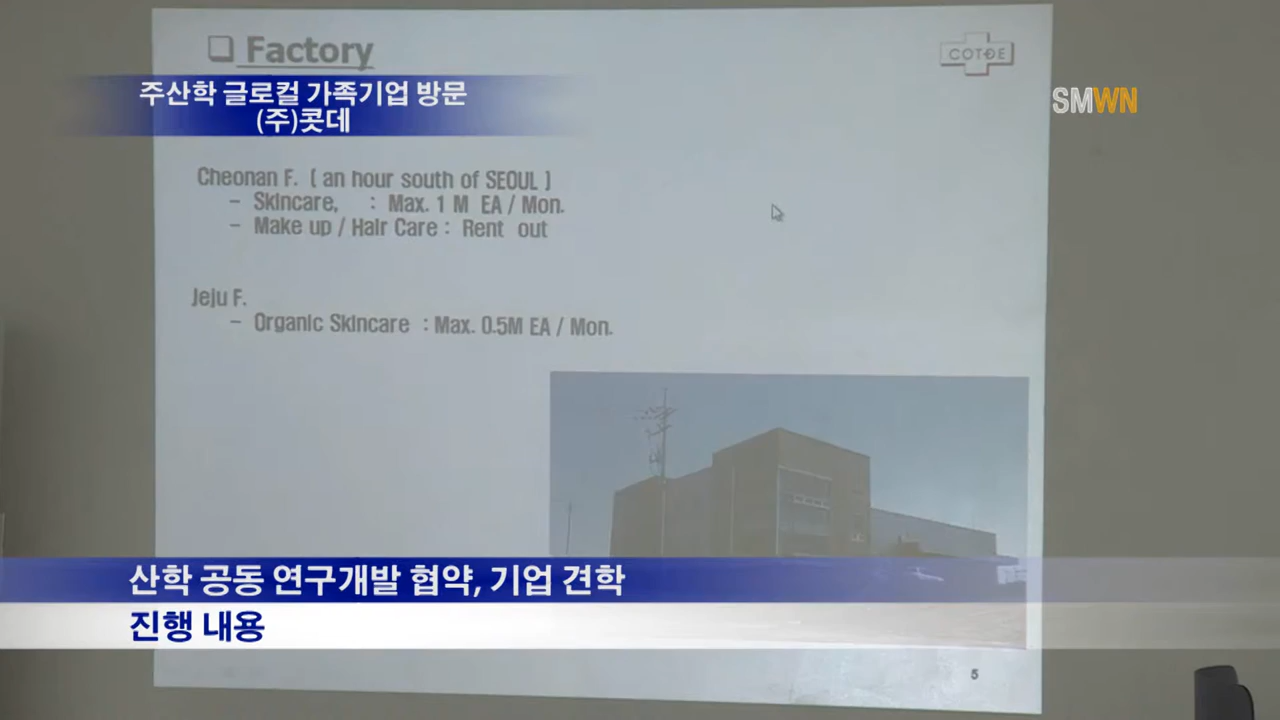 ❑ Factory
COTDE
주산학 글로컬 가족기업 방문
(주)콧데
SMWN
Cheonan F. ( an hour south of SEOUL )
- Skincare, : Max. 1 M EA / Mon.
- Make up / Hair Care : Rent out
Jeju F.
- Organic Skincare : Max. 0.5M EA / Mon.
산학 공동 연구개발 협약, 기업 견학
진행 내용
5